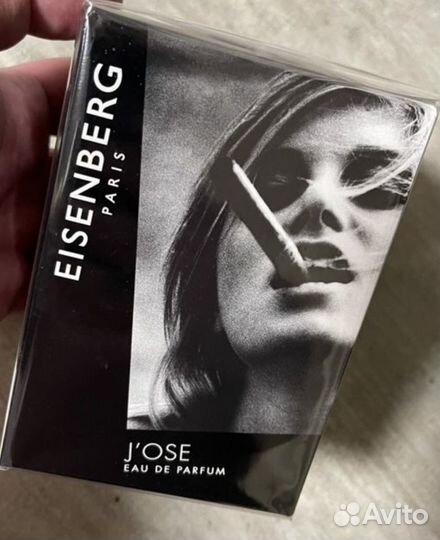 EISENBERG
PARIS
J'OSE
EAU DE PARFUM
Avito